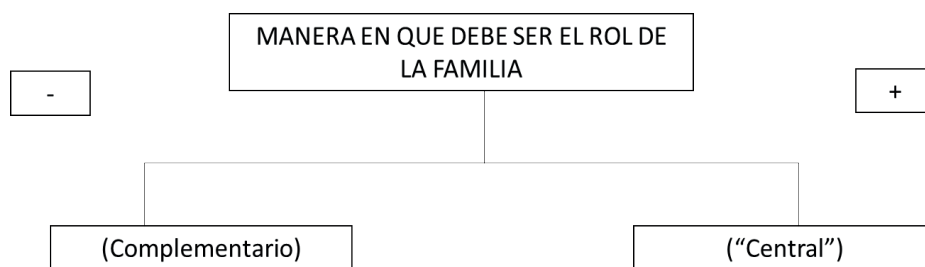 MANERA EN QUE DEBE SER EL ROL DE
LA FAMILIA
-
+
(Complementario)
(“Central”)